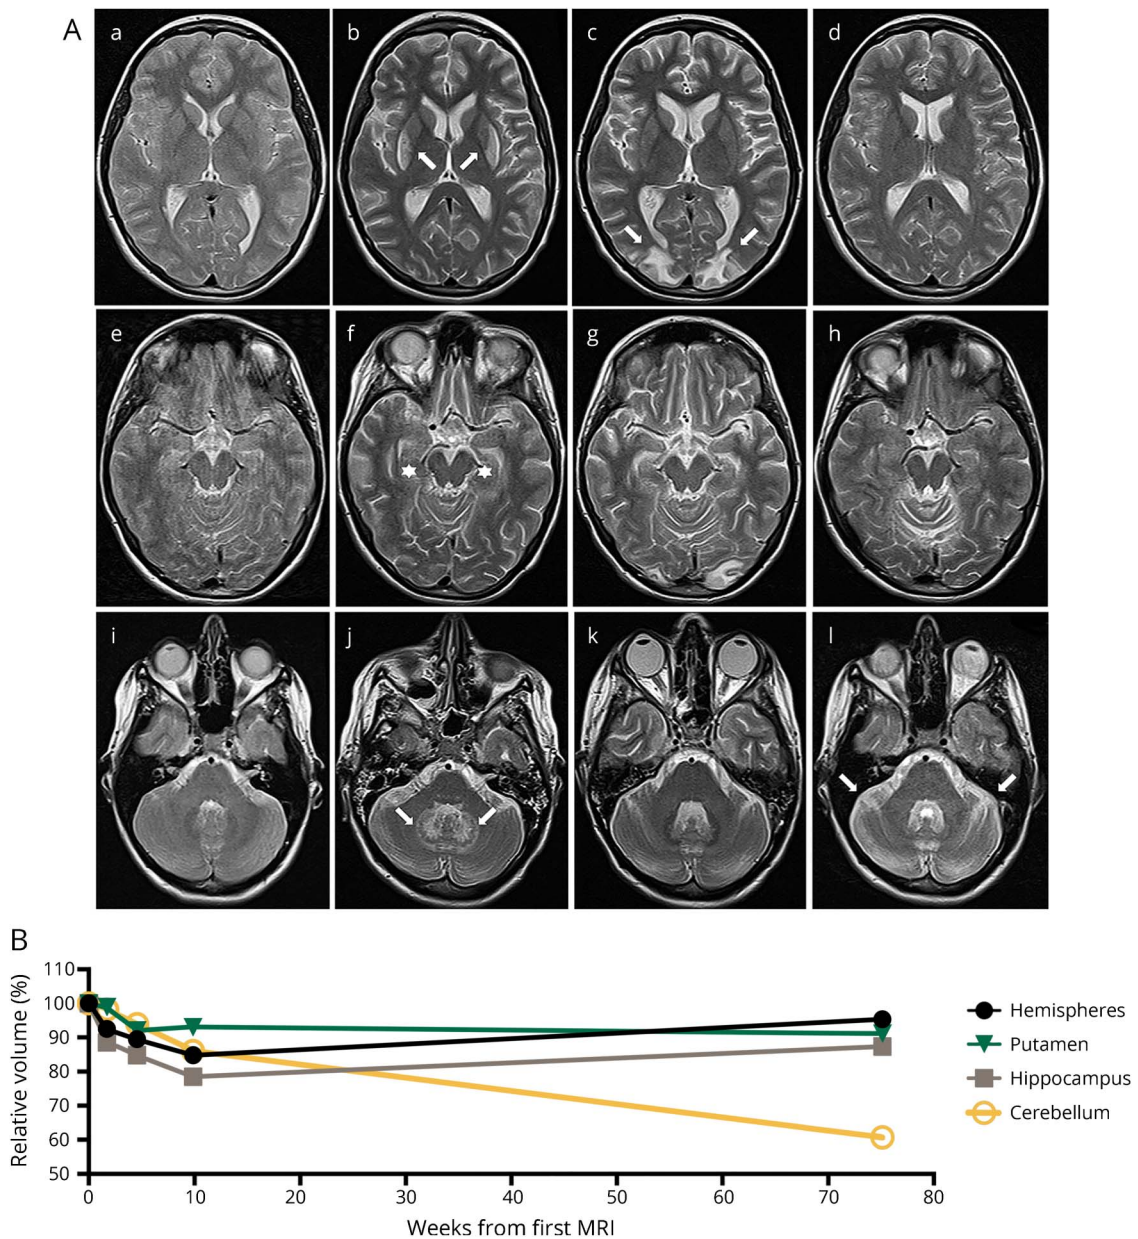 A
a b c d
e f g h
i j k l
B
Relative volume (%)
110
100
90
80
70
60
50
0 10 20 30 40 50 60 70 80
Weeks from first MRI
Hemispheres
Putamen
Hippocampus
Cerebellum